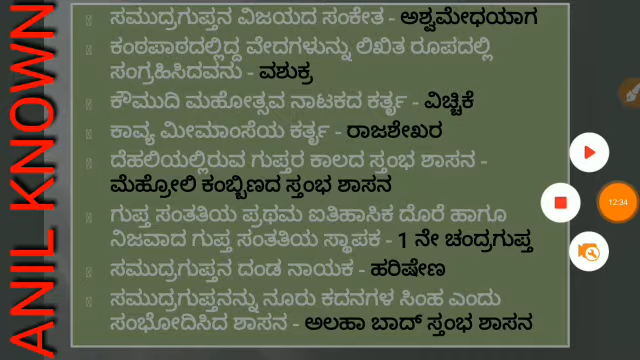 ANIL KNOWN
ಸಮುದ್ರಗುಪ್ತನ ವಿಜಯದ ಸಂಕೇತ - ಅಶ್ವಮೇಧಯಾಗ
ಕಂಠಪಾಠದಲ್ಲಿದ್ದ ವೇದಗಳುನ್ನು ಲಿಖಿತ ರೂಪದಲ್ಲಿ
ಸಂಗ್ರಹಿಸಿದವನು - ವಶುಕ್ರ
ಕೌಮುದಿ ಮಹೋತ್ಸವ ನಾಟಕದ ಕರ್ತೃ - ವಿಚ್ಚಿಕೆ
ಕಾವ್ಯ ಮೀಮಾಂಸೆಯ ಕರ್ತೃ - ರಾಜಶೇಖರ
ದೆಹಲಿಯಲ್ಲಿರುವ ಗುಪ್ತರ ಕಾಲದ ಸ್ತಂಭ ಶಾಸನ -
ಮೆಹ್ರೋಲಿ ಕಂಬ್ಬಿಣದ ಸ್ತಂಭ ಶಾಸನ
ಗುಪ್ತ ಸಂತತಿಯ ಪ್ರಥಮ ಐತಿಹಾಸಿಕ ದೊರೆ ಹಾಗೂ
ನಿಜವಾದ ಗುಪ್ತ ಸಂತತಿಯ ಸ್ಥಾಪಕ - 1 ನೇ ಚಂದ್ರಗುಪ್ತ
ಸಮುದ್ರಗುಪ್ತನ ದಂಡ ನಾಯಕ - ಹರಿಷೇಣ
ಸಮುದ್ರಗುಪ್ತನನ್ನು ನೂರು ಕದನಗಳ ಸಿಂಹ ಎಂದು
ಸಂಭೋದಿಸಿದ ಶಾಸನ - ಅಲಹಾ ಬಾದ್ ಸ್ತಂಭ ಶಾಸನ
12:34